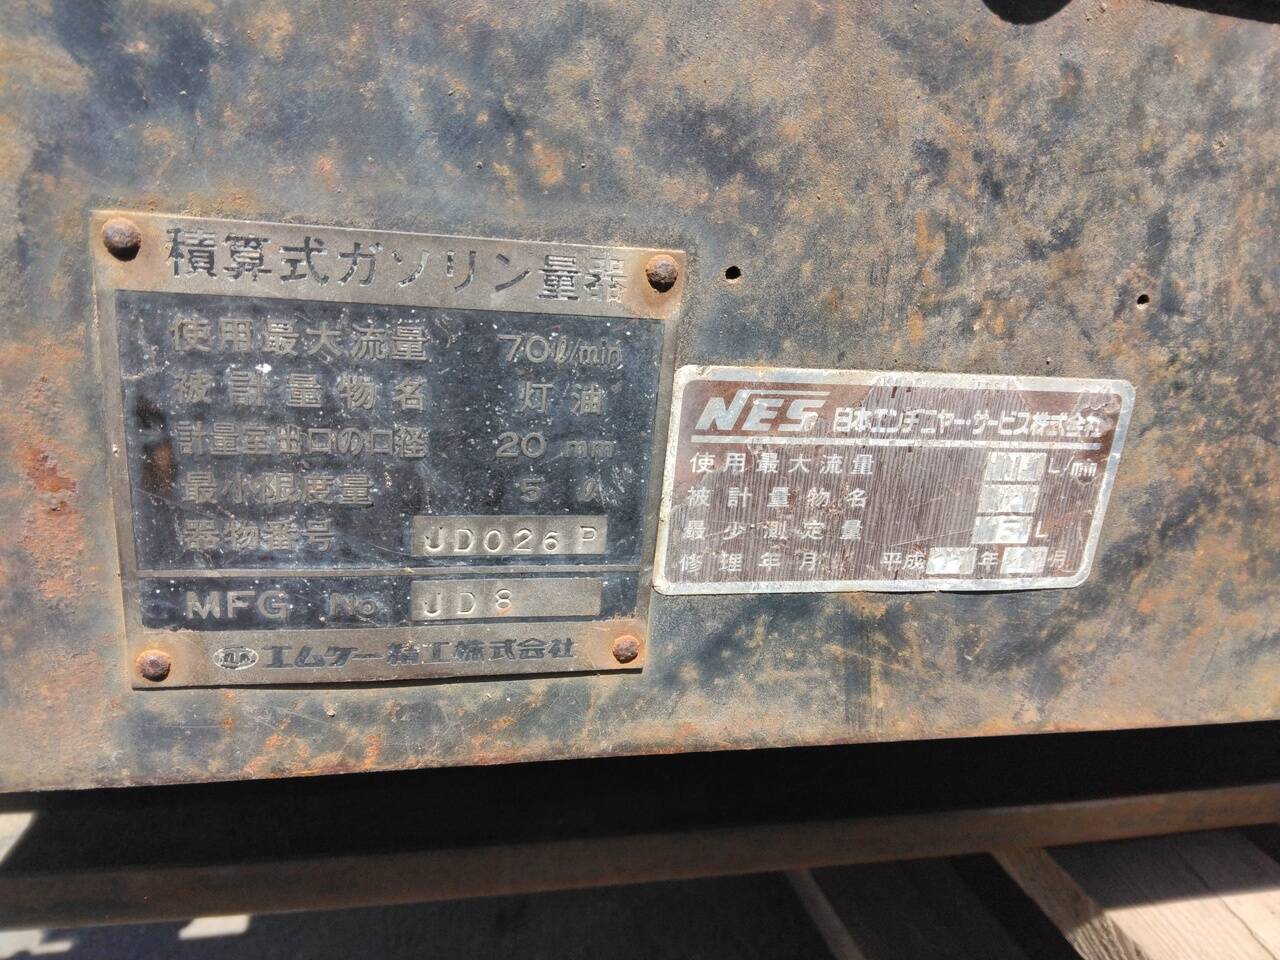 積算式ガソリン量器
使用最大流量 70ℓ/min
被計量物名 灯油
計量室出口の口径 20 mm
最小限度量 5 ℓ
器物番号 JD026P
MFG No JD8
エムケー精工株式会社
NES 日本エンヂニヤー・サービス株式会社
使用最大流量 L/min
被計量物名
最少測定量 L
修理年月 平成 年 月